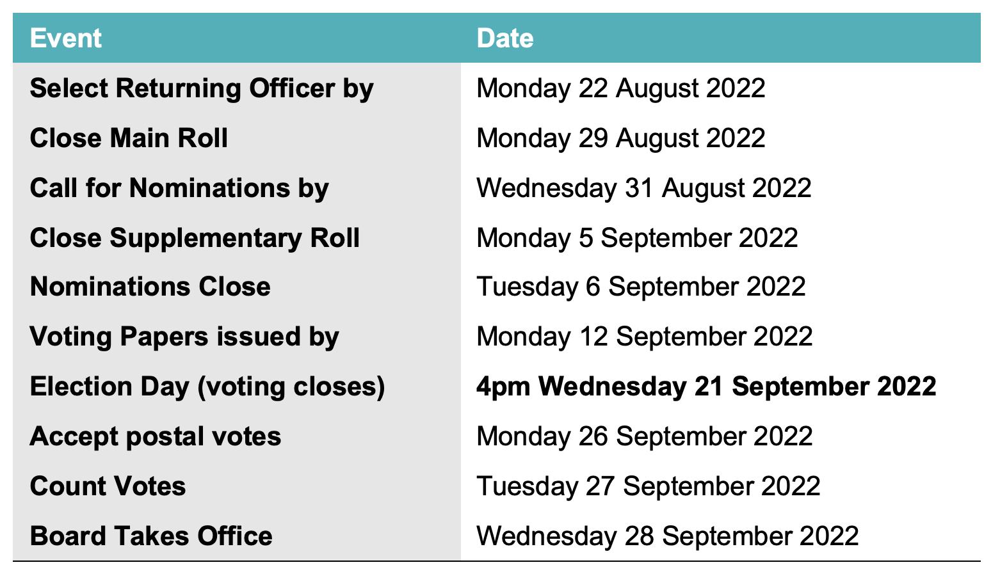 Event Date
Select Returning Officer by Monday 22 August 2022
Close Main Roll Monday 29 August 2022
Call for Nominations by Wednesday 31 August 2022
Close Supplementary Roll Monday 5 September 2022
Nominations Close Tuesday 6 September 2022
Voting Papers issued by Monday 12 September 2022
Election Day (voting closes) 4pm Wednesday 21 September 2022
Accept postal votes Monday 26 September 2022
Count Votes Tuesday 27 September 2022
Board Takes Office Wednesday 28 September 2022